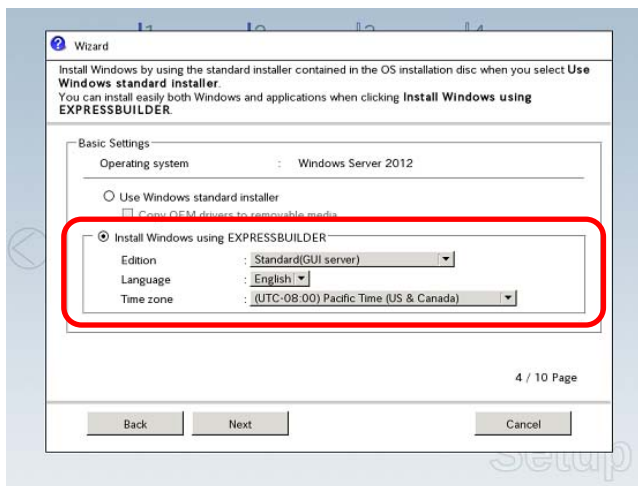 Wizard
Install Windows by using the standard installer contained in the OS installation disc when you select Use
Windows standard installer.
You can install easily both Windows and applications when clicking Install Windows using
EXPRESSBUILDER.
Basic Settings
Operating system : Windows Server 2012
Use Windows standard installer
Copy OEM drivers to removable media
Install Windows using EXPRESSBUILDER
Edition : Standard(GUI server)
Language : English
Time zone : (UTC-08:00) Pacific Time (US & Canada)
4 / 10 Page
Back Next Cancel
Setup